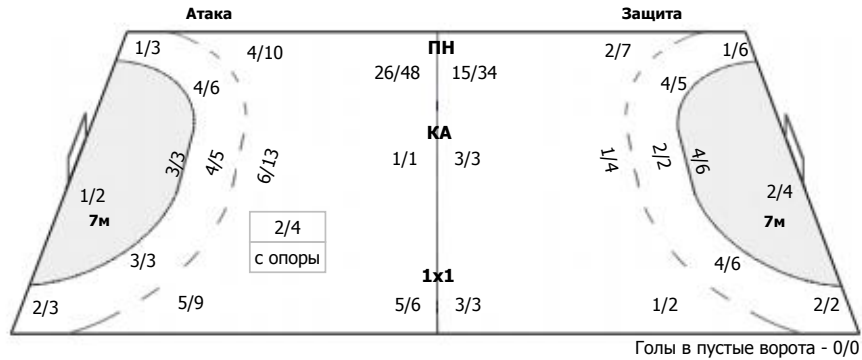 Атака Защита
1/3 4/10 ПН 2/7 1/6
26/48 15/34
4/6 4/5
КА
3/3 4/5 6/13 1/1 3/3 1/4 2/2 4/6
1/2 2/4
7м 7м
2/4
с опоры
3/3 4/6
1x1
2/3 5/9 5/6 3/3 1/2 2/2
Голы в пустые ворота - 0/0